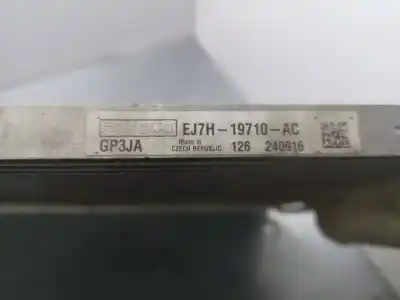 EJ7H-19710-AC
GP3JA Made in CZECH REPUBLIC 126 240916